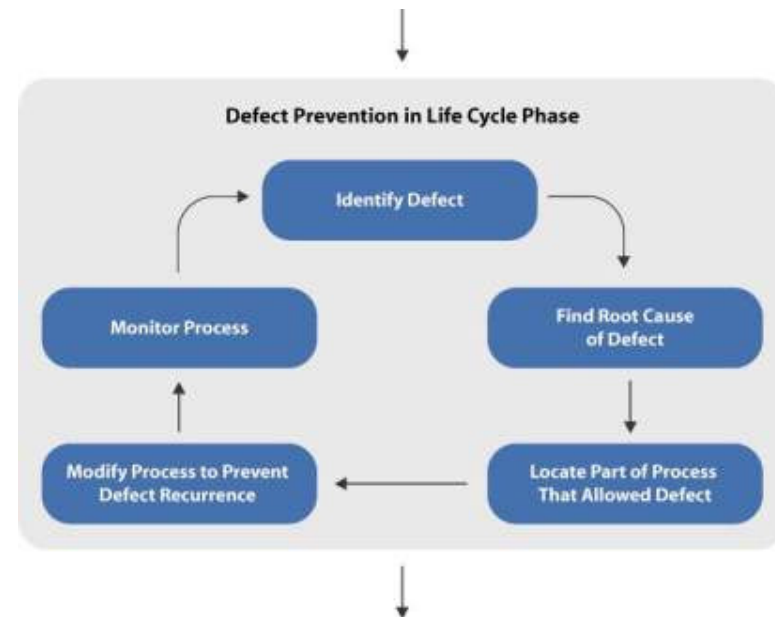 Defect Prevention in Life Cycle Phase
Identify Defect
Find Root Cause
of Defect
Locate Part of Process
That Allowed Defect
Modify Process to Prevent
Defect Recurrence
Monitor Process